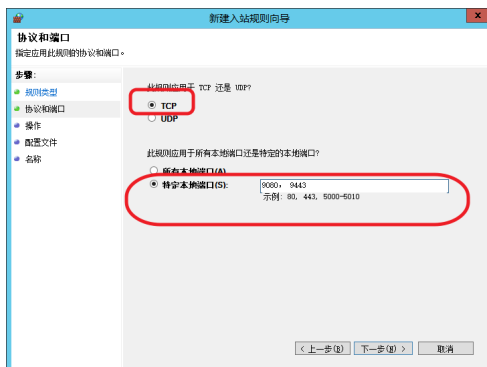 新建入站规则向导
x
协议和端口
指定应用此规则的协议和端口。
步骤:
规则类型
协议和端口
操作
配置文件
名称
此规则应用于 TCP 还是 UDP?
TCP
UDP
此规则应用于所有本地端口还是特定的本地端口?
所有本地端口(A)
特定本地端口(S):
9080， 9443
示例: 80, 443, 5000-5010
< 上一步(B)
下一步(N) >
取消